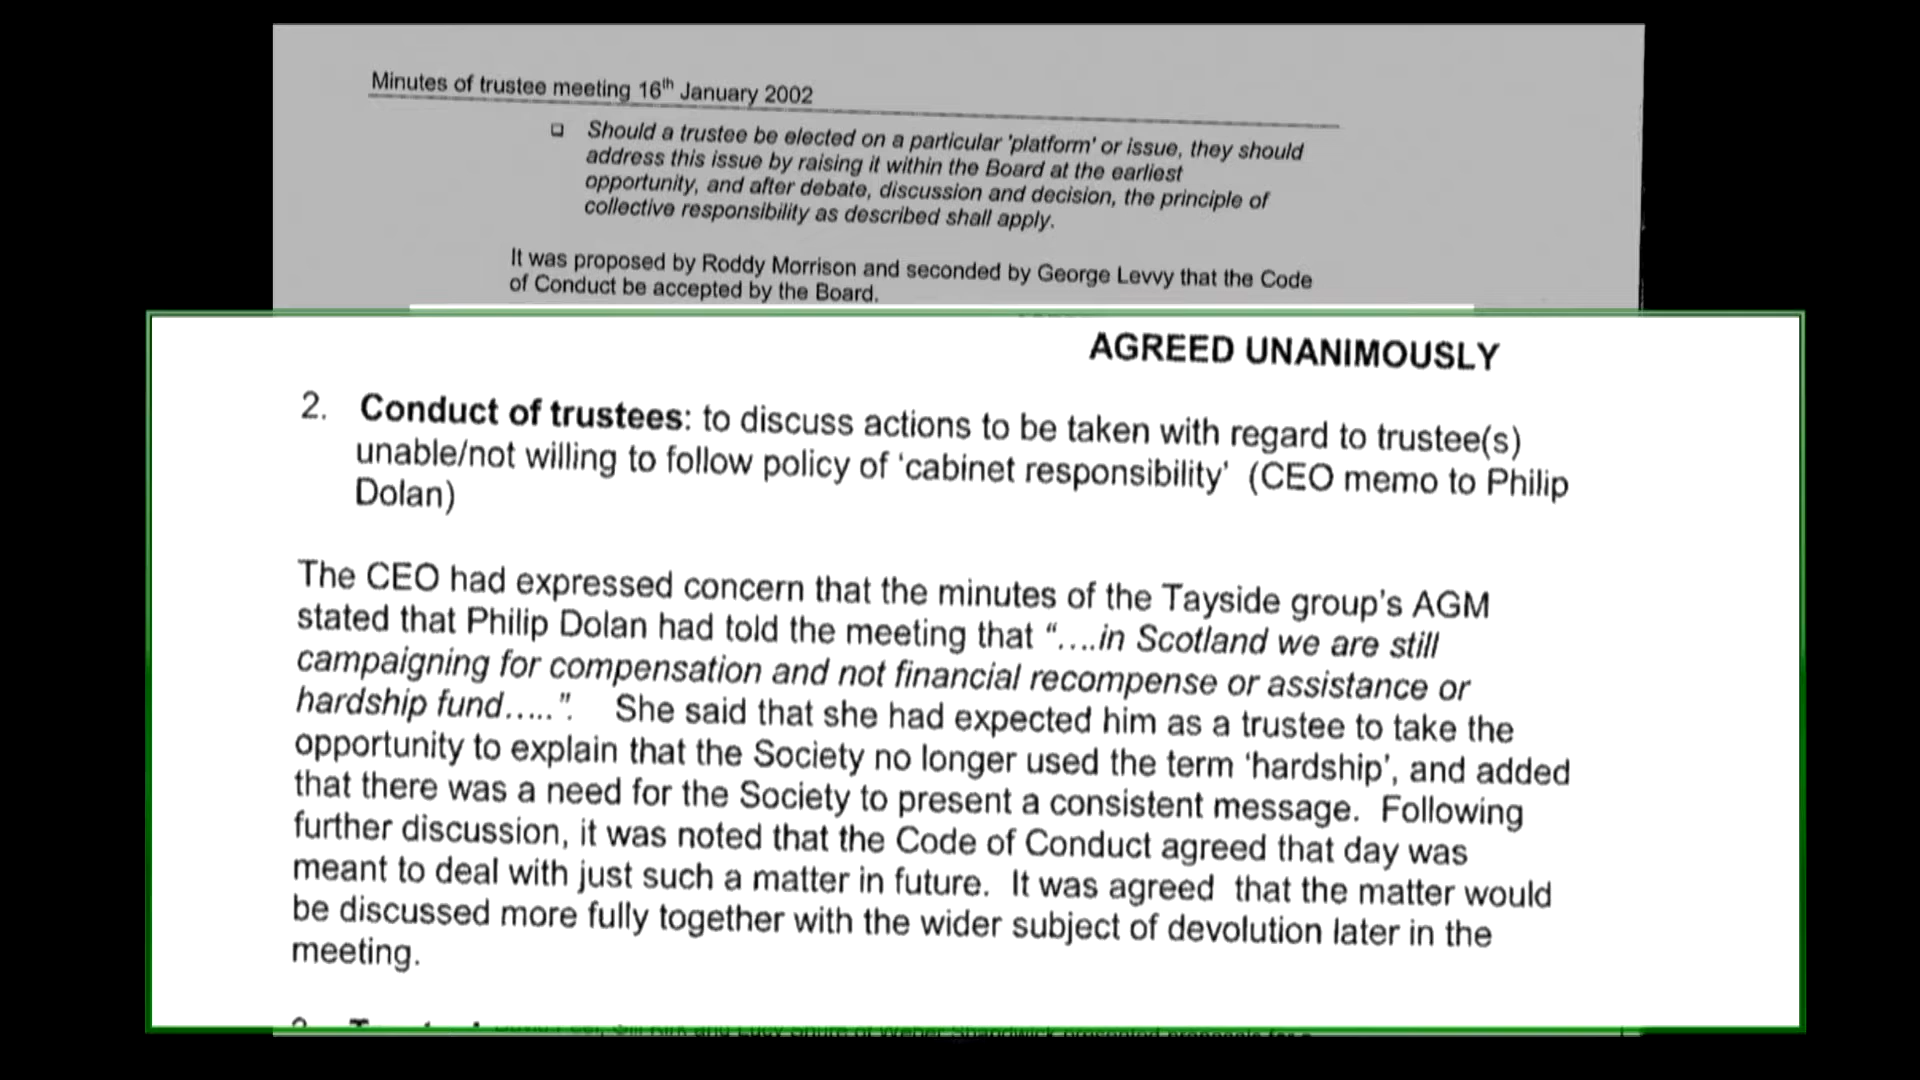 Minutes of trustee meeting 16th January 2002
❑ Should a trustee be elected on a particular 'platform' or issue, they should
address this issue by raising it within the Board at the earliest
opportunity, and after debate, discussion and decision, the principle of
collective responsibility as described shall apply.
It was proposed by Roddy Morrison and seconded by George Levvy that the Code
of Conduct be accepted by the Board.
AGREED UNANIMOUSLY
2. Conduct of trustees: to discuss actions to be taken with regard to trustee(s)
unable/not willing to follow policy of ‘cabinet responsibility’ (CEO memo to Philip
Dolan)
The CEO had expressed concern that the minutes of the Tayside group’s AGM
stated that Philip Dolan had told the meeting that “….in Scotland we are still
campaigning for compensation and not financial recompense or assistance or
hardship fund…..”. She said that she had expected him as a trustee to take the
opportunity to explain that the Society no longer used the term ‘hardship’, and added
that there was a need for the Society to present a consistent message. Following
further discussion, it was noted that the Code of Conduct agreed that day was
meant to deal with just such a matter in future. It was agreed that the matter would
be discussed more fully together with the wider subject of devolution later in the
meeting.